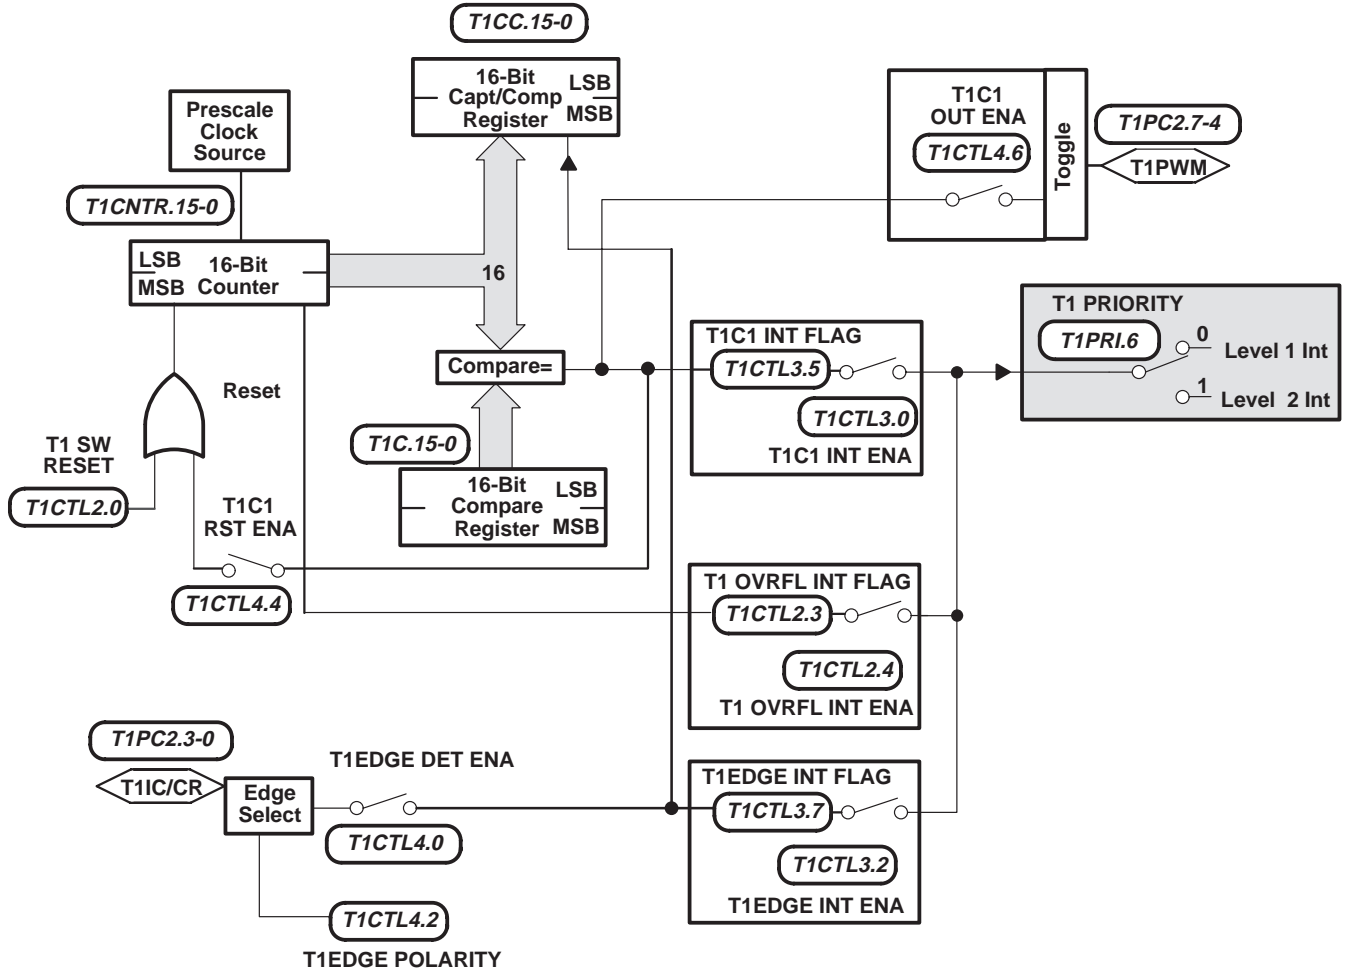 T1CC.15-0
16-Bit
Capt/Comp
Register
LSB
MSB
Prescale
Clock
Source
T1C1
OUT ENA
T1CTL4.6
Toggle
T1PC2.7-4
T1PWM
T1CNTR.15-0
LSB
MSB
16-Bit
Counter
16
T1 PRIORITY
T1PRI.6
0
Level 1 Int
1
Level 2 Int
T1C1 INT FLAG
T1CTL3.5
T1CTL3.0
T1C1 INT ENA
Compare=
Reset
T1C.15-0
T1 SW
RESET
T1CTL2.0
T1C1
RST ENA
T1CTL4.4
16-Bit
Compare
Register
LSB
MSB
T1 OVRFL INT FLAG
T1CTL2.3
T1CTL2.4
T1 OVRFL INT ENA
T1PC2.3-0
T1IC/CR
Edge
Select
T1EDGE DET ENA
T1CTL4.0
T1EDGE INT FLAG
T1CTL3.7
T1CTL3.2
T1EDGE INT ENA
T1CTL4.2
T1EDGE POLARITY